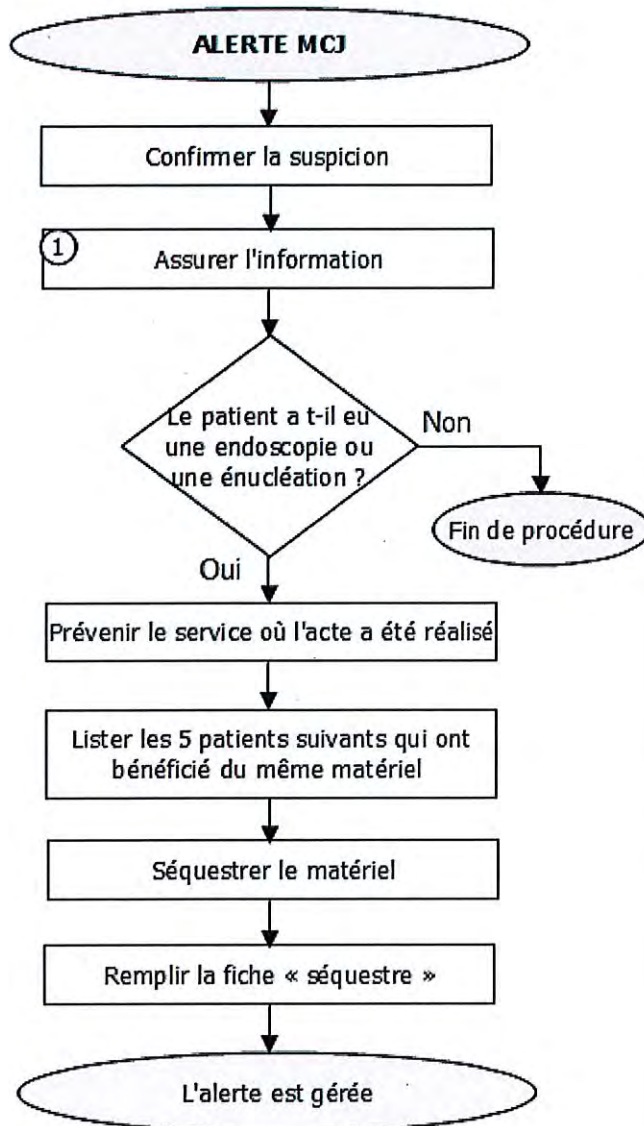 ALERTE MCJ
Confirmer la suspicion
1
Assurer l'information
Le patient a t-il eu
une endoscopie ou
une énucléation ?
Non
Fin de procédure
Oui
Prévenir le service où l'acte a été réalisé
Lister les 5 patients suivants qui ont
bénéficié du même matériel
Séquestrer le matériel
Remplir la fiche « séquestre »
L'alerte est gérée